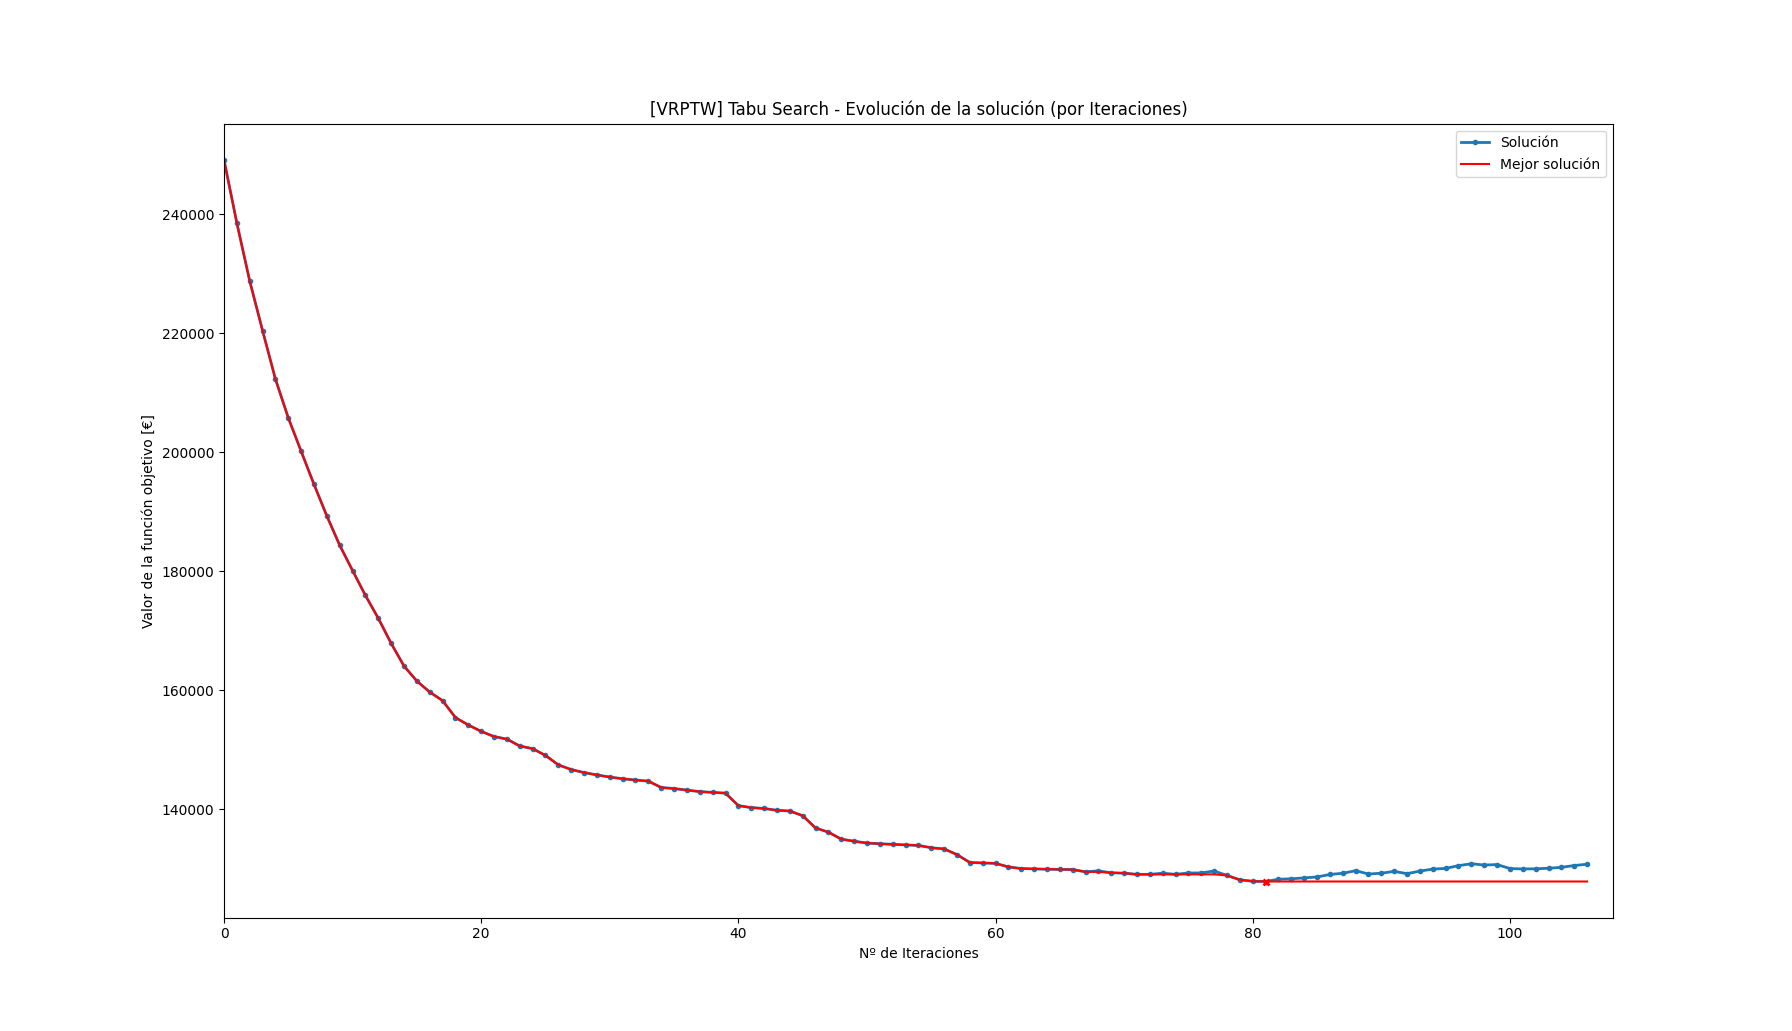 [VRPTW] Tabu Search - Evolución de la solución (por Iteraciones)
Solución
Mejor solución
Valor de la función objetivo [€]
240000
220000
200000
180000
160000
140000
0 20 40 60 80 100
Nº de Iteraciones